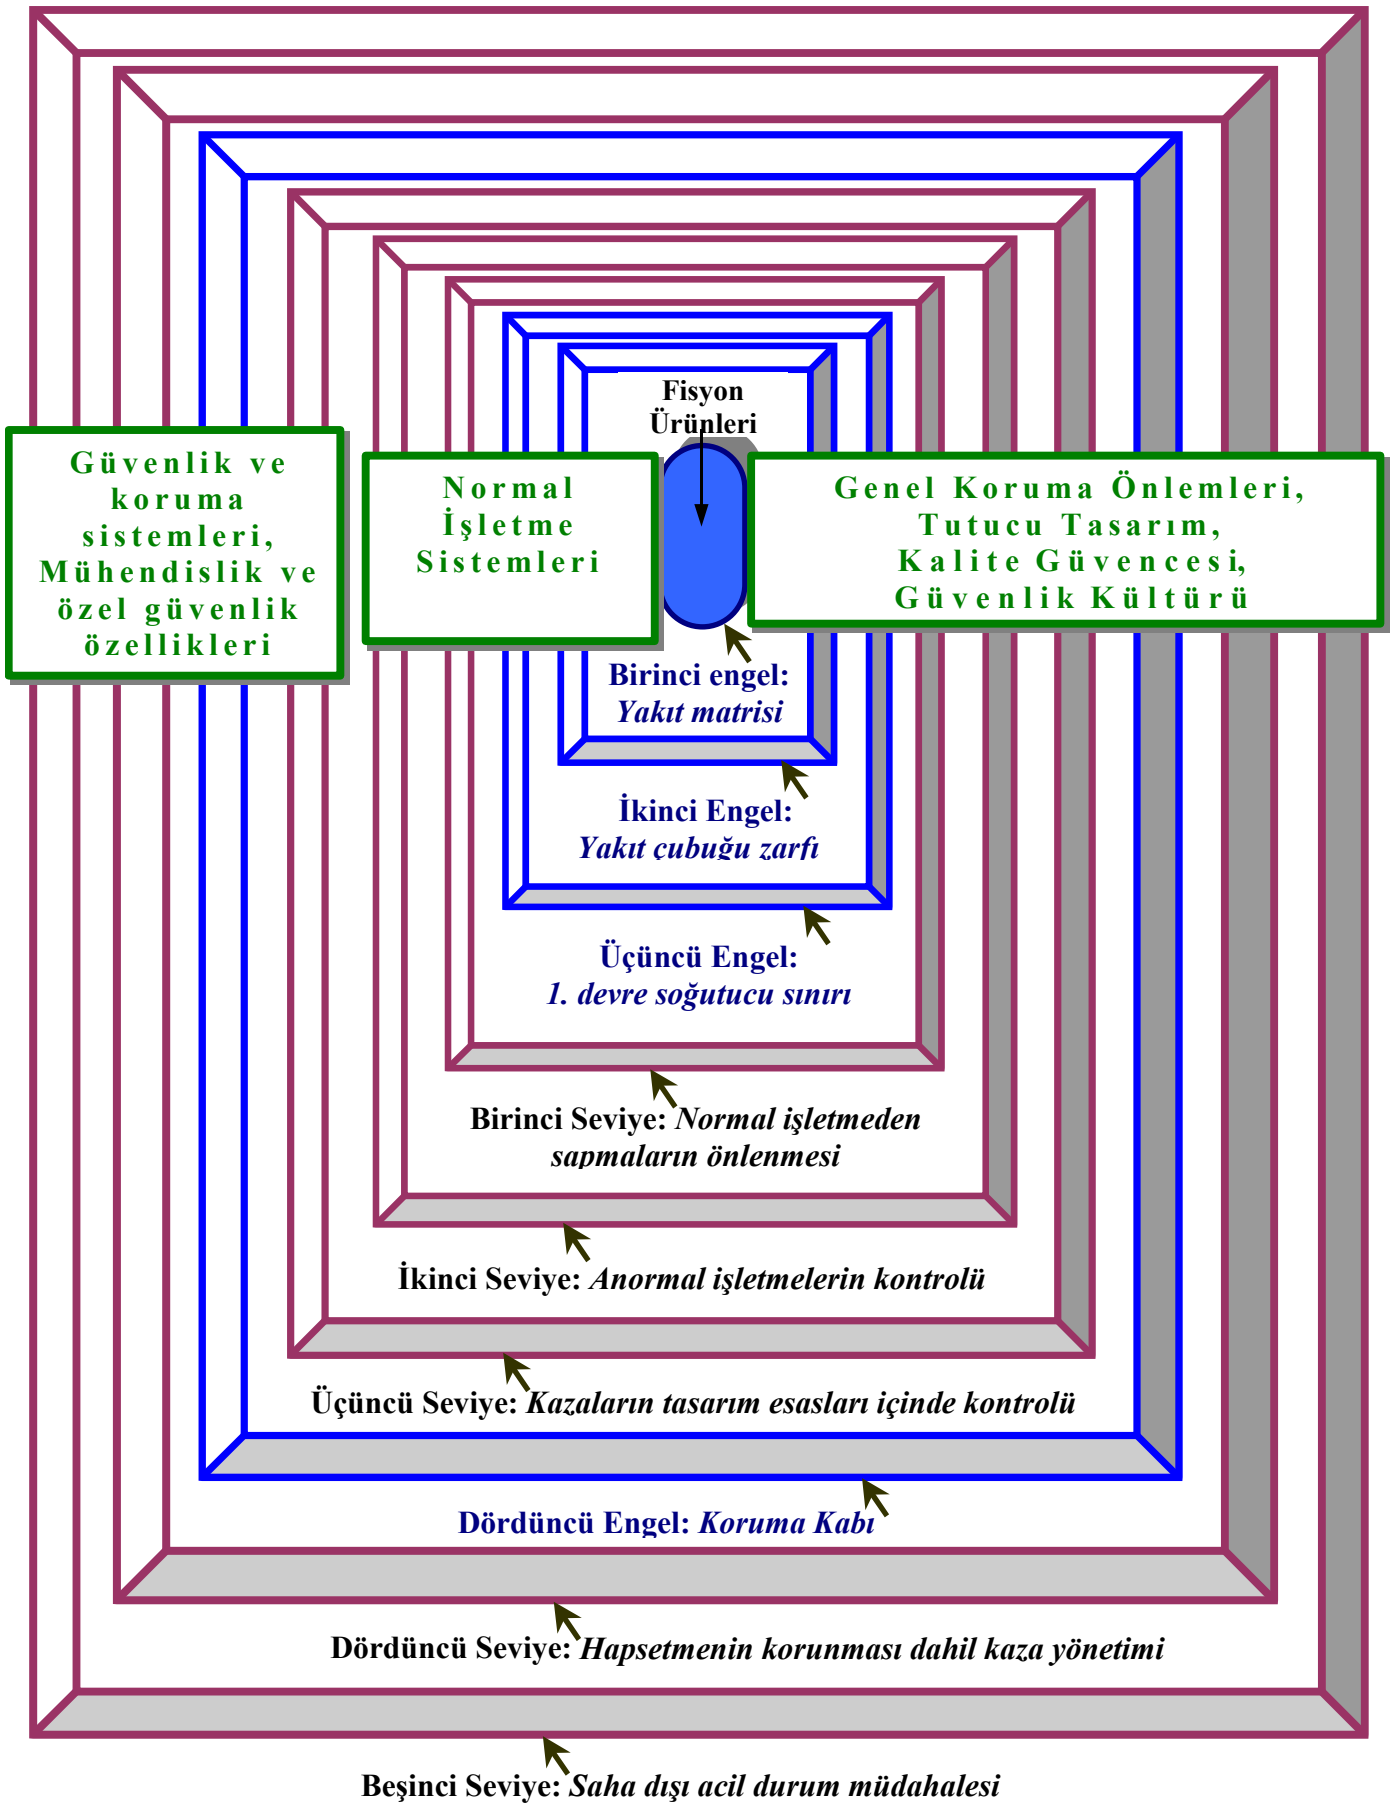 Fisyon
Ürünleri
Güvenlik ve
koruma
sistemleri,
Mühendislik ve
özel güvenlik
özellikleri
Normal
İşletme
Sistemleri
Genel Koruma Önlemleri,
Tutucu Tasarım,
Kalite Güvencesi,
Güvenlik Kültürü
Birinci engel:
Yakıt matrisi
İkinci Engel:
Yakıt çubuğu zarfı
Üçüncü Engel:
1. devre soğutucu sınırı
Birinci Seviye: Normal işletmeden
sapmaların önlenmesi
İkinci Seviye: Anormal işletmelerin kontrolü
Üçüncü Seviye: Kazaların tasarım esasları içinde kontrolü
Dördüncü Engel: Koruma Kabı
Dördüncü Seviye: Hapsetmenin korunması dahil kaza yönetimi
Beşinci Seviye: Saha dışı acil durum müdahalesi